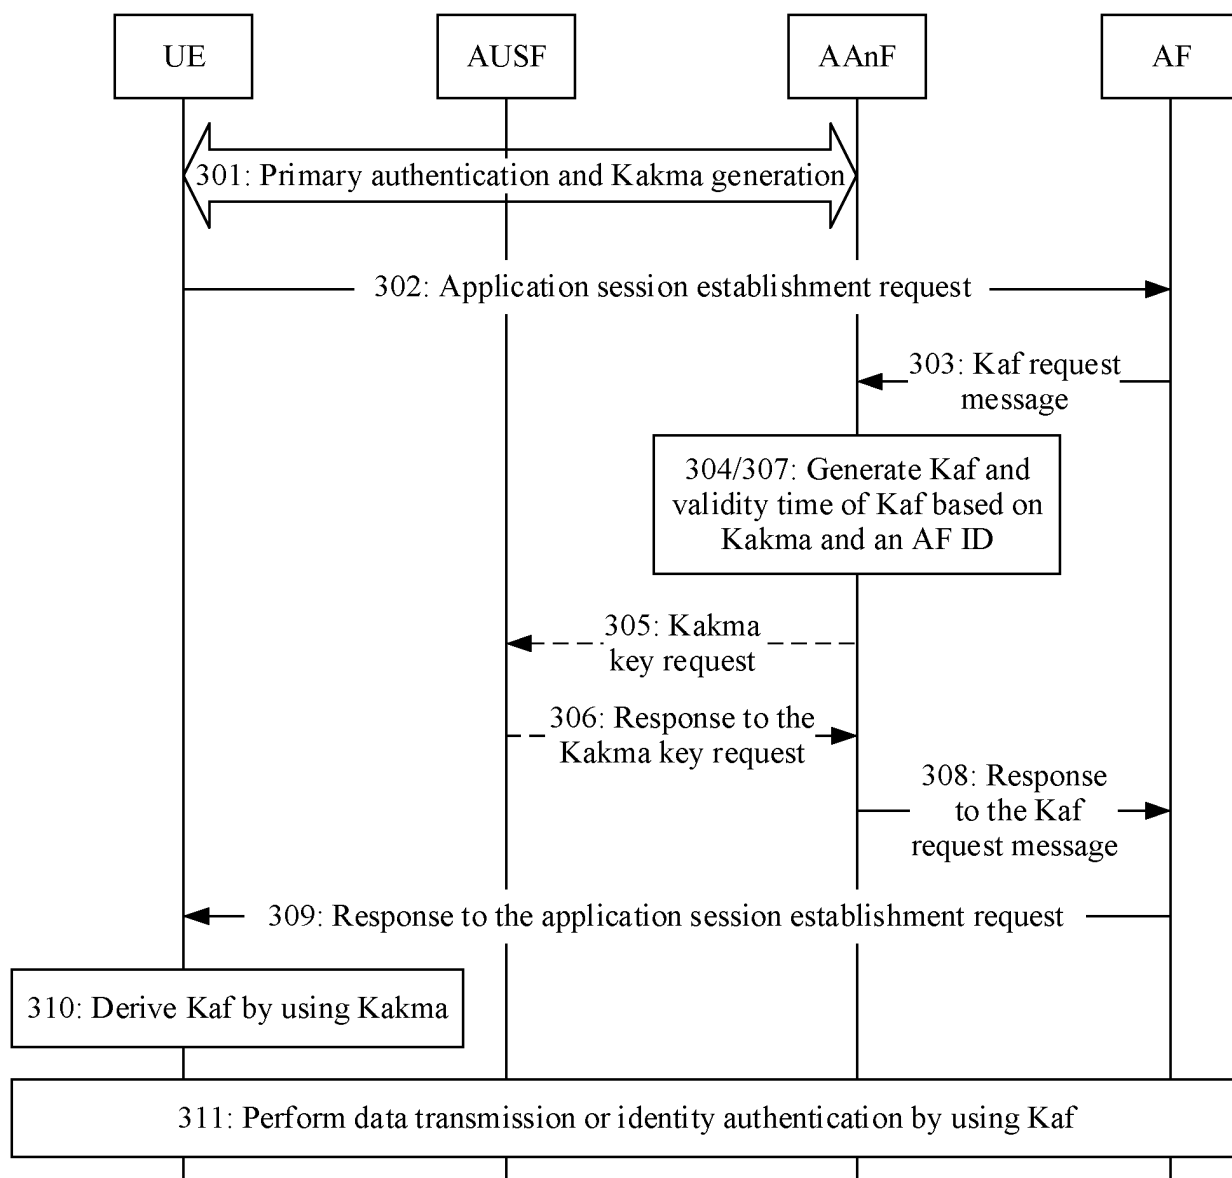 UE
AUSF
AAnF
AF
301: Primary authentication and Kakma generation
302: Application session establishment request
303: Kaf request
message
304/307: Generate Kaf and
validity time of Kaf based on
Kakma and an AF ID
305: Kakma
key request
306: Response to the
Kakma key request
308: Response
to the Kaf
request message
309: Response to the application session establishment request
310: Derive Kaf by using Kakma
311: Perform data transmission or identity authentication by using Kaf